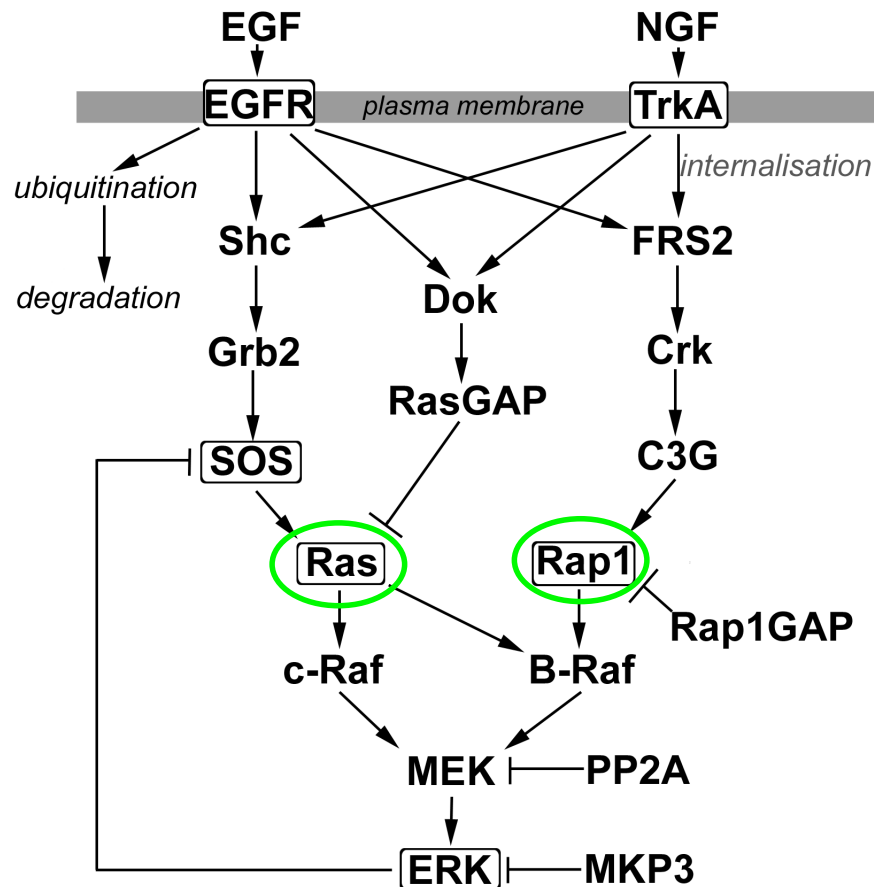 EGF
NGF
EGFR
plasma membrane
TrkA
internalisation
ubiquitination
Shc
FRS2
degradation
Dok
Grb2
Crk
RasGAP
SOS
C3G
Ras
Rap1
Rap1GAP
c-Raf
B-Raf
MEK
PP2A
ERK
MKP3